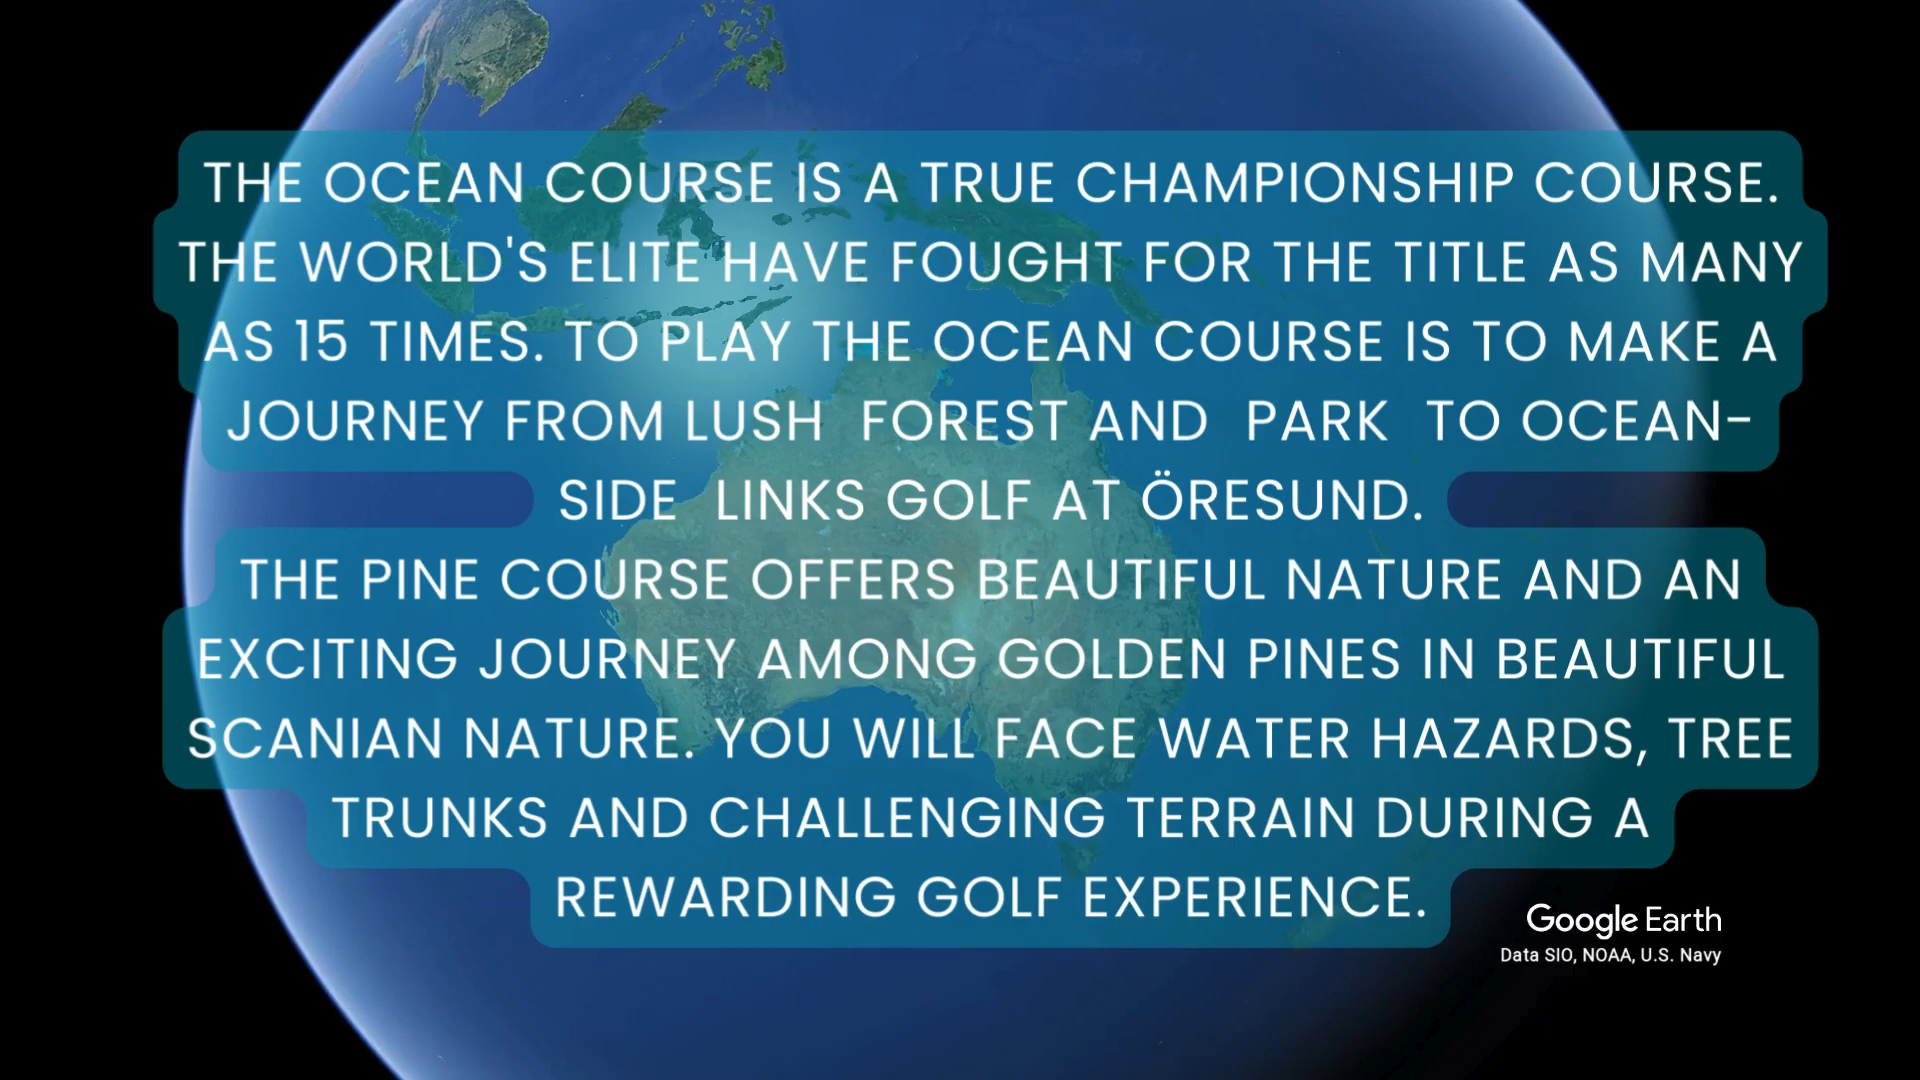 THE OCEAN COURSE IS A TRUE CHAMPIONSHIP COURSE.
THE WORLD'S ELITE HAVE FOUGHT FOR THE TITLE AS MANY
AS 15 TIMES. TO PLAY THE OCEAN COURSE IS TO MAKE A
JOURNEY FROM LUSH FOREST AND PARK TO OCEAN-
SIDE LINKS GOLF AT ÖRESUND.
THE PINE COURSE OFFERS BEAUTIFUL NATURE AND AN
EXCITING JOURNEY AMONG GOLDEN PINES IN BEAUTIFUL
SCANIAN NATURE. YOU WILL FACE WATER HAZARDS, TREE
TRUNKS AND CHALLENGING TERRAIN DURING A
REWARDING GOLF EXPERIENCE.
Google Earth
Data SIO, NOAA, U.S. Navy